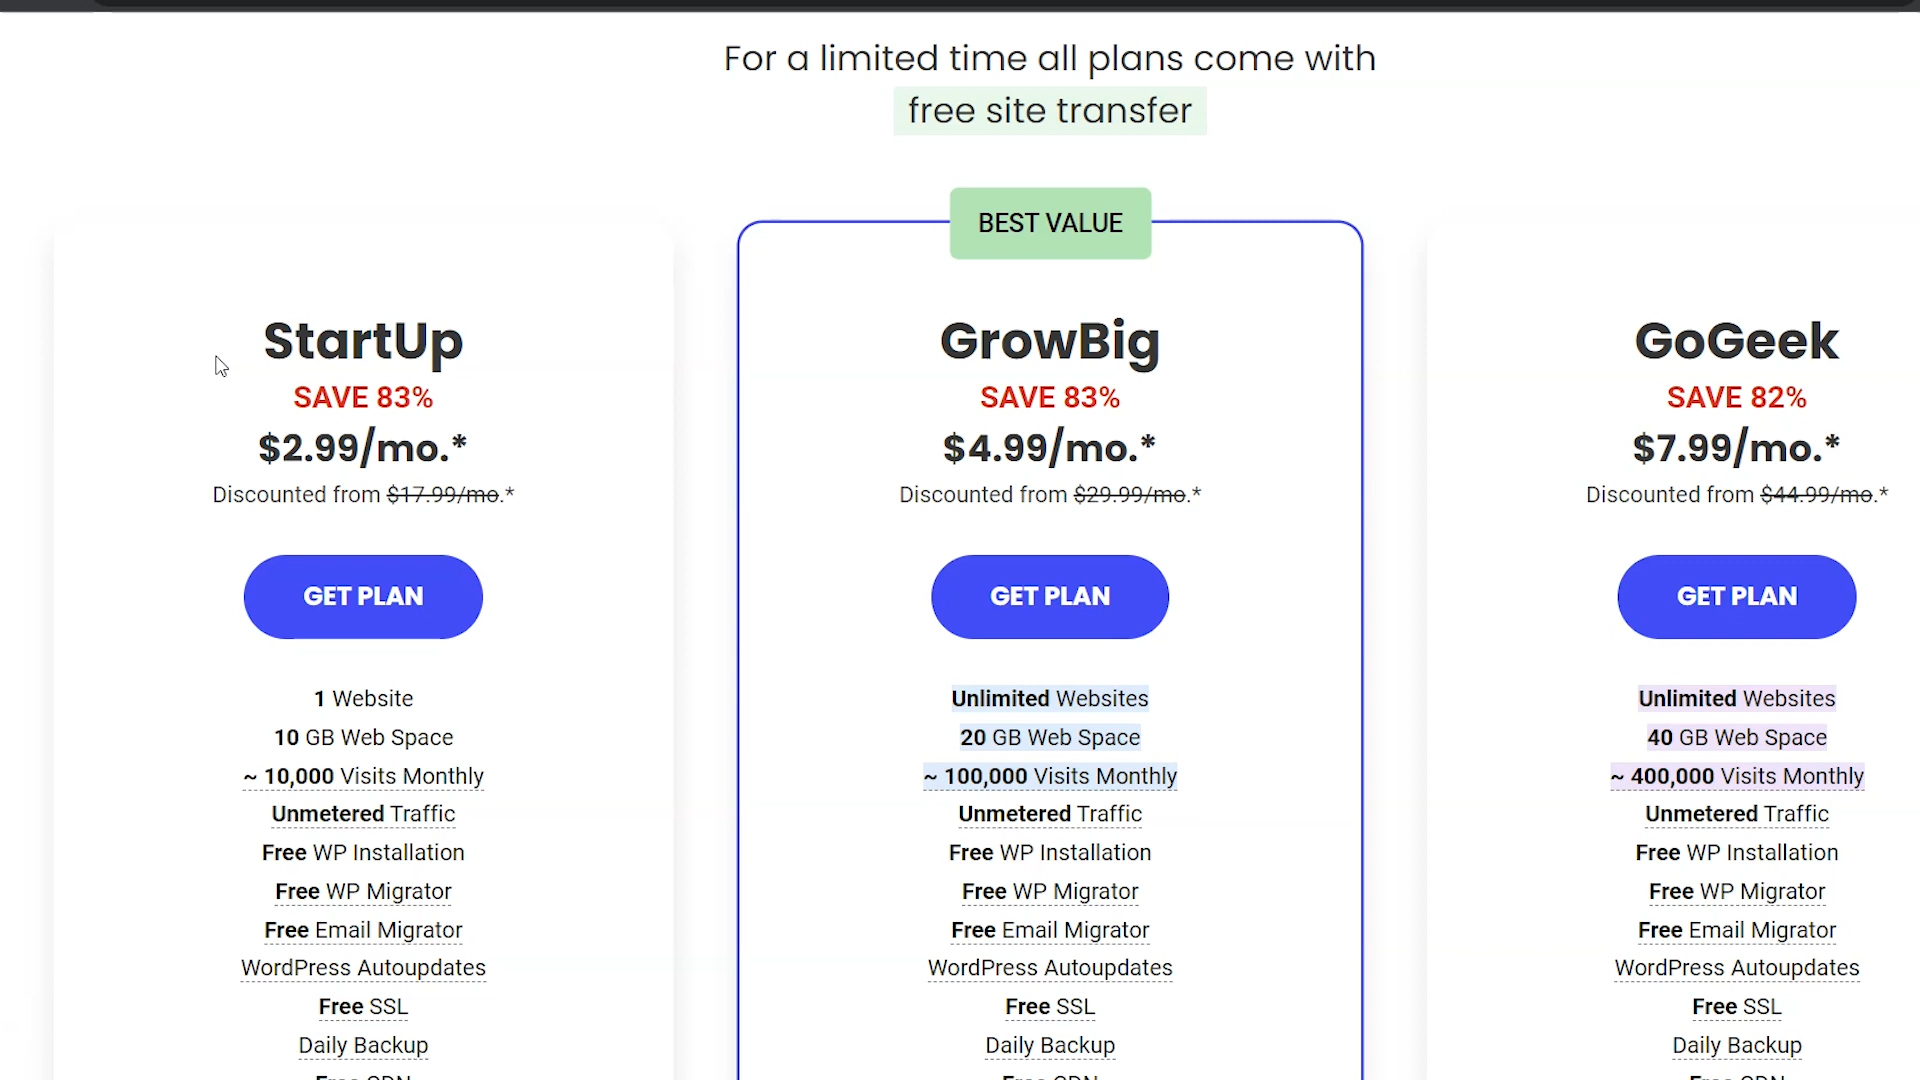 For a limited time all plans come with
free site transfer
StartUp
SAVE 83%
$2.99/mo.*
Discounted from $17.99/mo.*
GET PLAN
1 Website
10 GB Web Space
~ 10,000 Visits Monthly
Unmetered Traffic
Free WP Installation
Free WP Migrator
Free Email Migrator
WordPress Autoupdates
Free SSL
Daily Backup
BEST VALUE
GrowBig
SAVE 83%
$4.99/mo.*
Discounted from $29.99/mo.*
GET PLAN
Unlimited Websites
20 GB Web Space
~ 100,000 Visits Monthly
Unmetered Traffic
Free WP Installation
Free WP Migrator
Free Email Migrator
WordPress Autoupdates
Free SSL
Daily Backup
GoGeek
SAVE 82%
$7.99/mo.*
Discounted from $44.99/mo.*
GET PLAN
Unlimited Websites
40 GB Web Space
~ 400,000 Visits Monthly
Unmetered Traffic
Free WP Installation
Free WP Migrator
Free Email Migrator
WordPress Autoupdates
Free SSL
Daily Backup